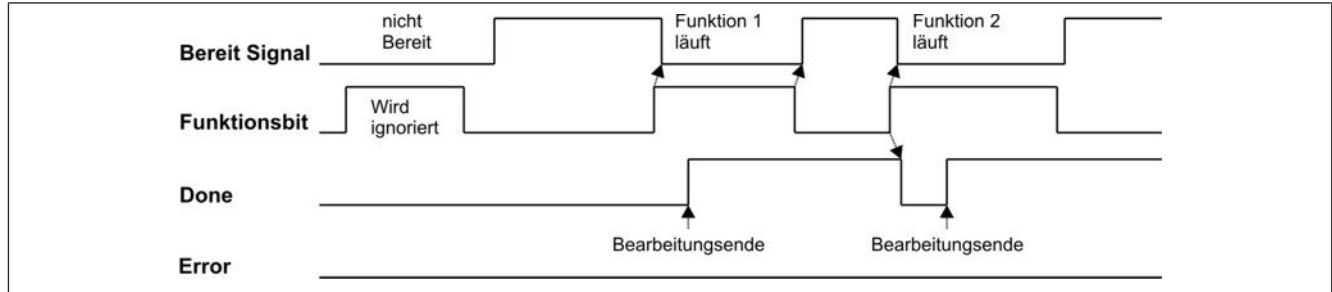 nicht
Bereit
Funktion 1
läuft
Funktion 2
läuft
Bereit Signal
Wird
ignoriert
Funktionsbit
Done
Bearbeitungsende
Bearbeitungsende
Error